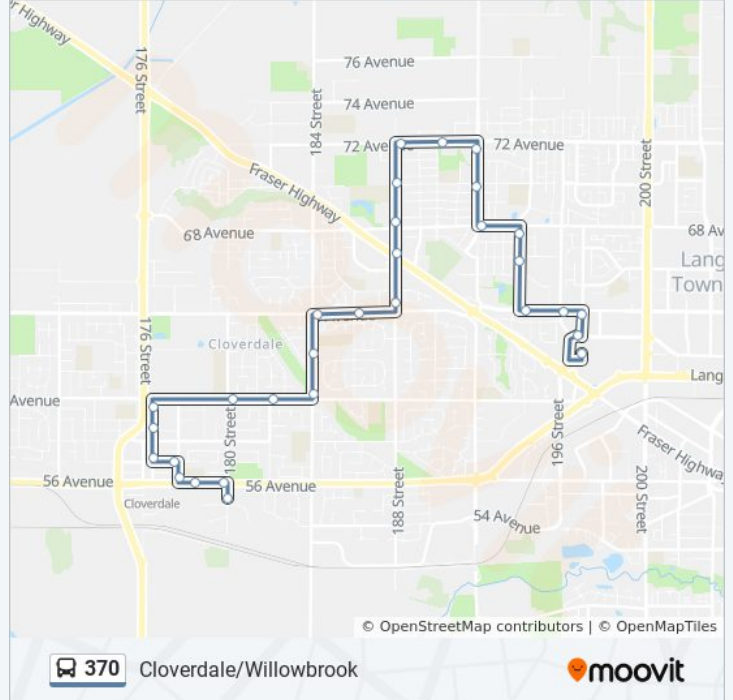 er Highway
176 Street
76 Avenue
200 Street
74 Avenue
184 Street
72 Ave
72 Avenue
Fraser Highway
68 Avenue
68 Av
Lang
Town
176 Street
Cloverdale
Lang
Avenue
180 Street
196 Street
Fraser Highway
56 Avenue
56 Avenue
188 Street
200 Street
Cloverdale
54 Avenue
© OpenStreetMap contributors | © OpenMapTiles
370 Cloverdale/Willowbrook
moovit